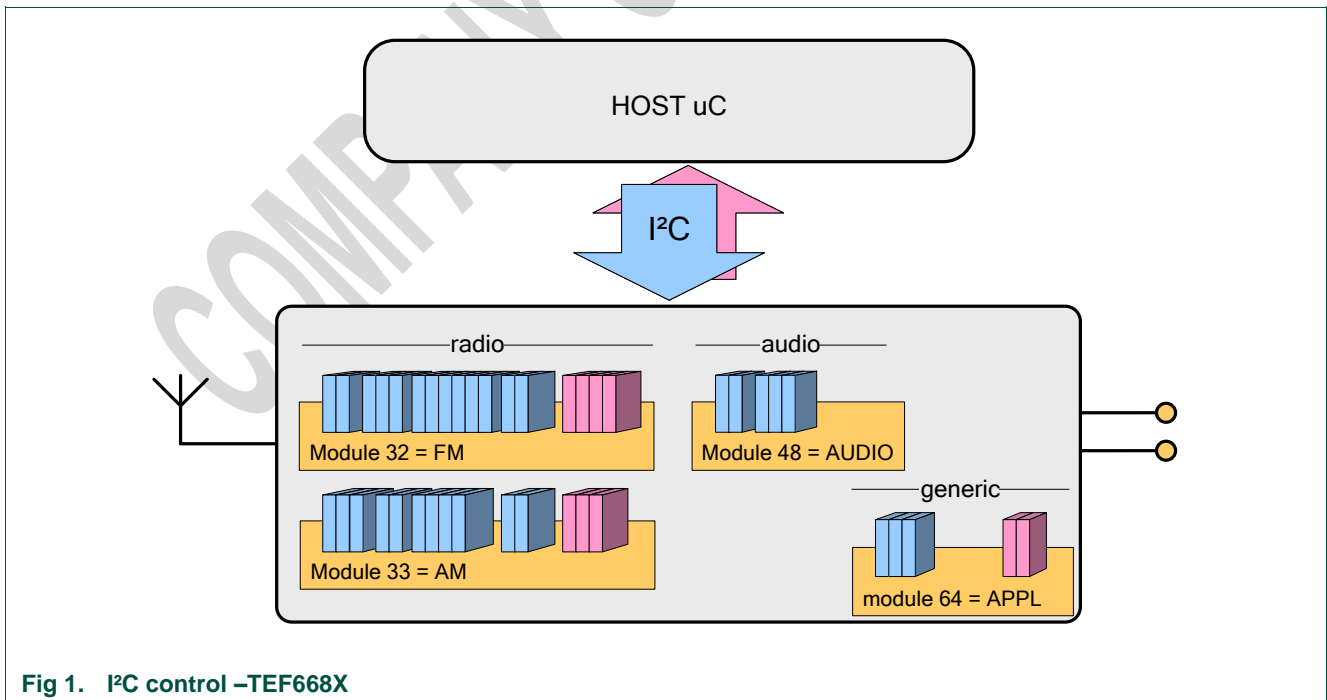 COMPANY
HOST uC
I²C
radio
audio
Module 32 = FM
Module 48 = AUDIO
generic
Module 33 = AM
module 64 = APPL
Fig 1. I²C control –TEF668X